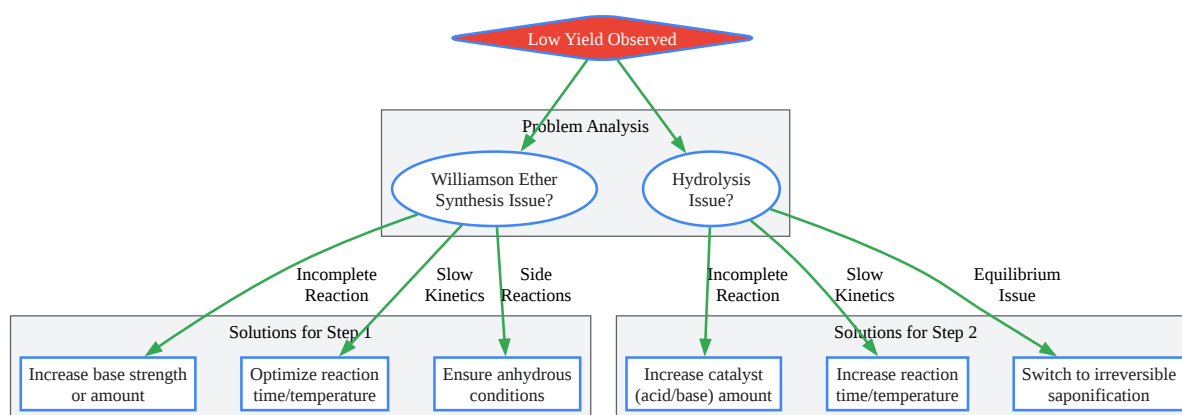 Low Yield Observed
Problem Analysis
Williamson Ether
Synthesis Issue?
Hydrolysis
Issue?
Incomplete
Reaction
Slow
Kinetics
Side
Reactions
Incomplete
Reaction
Slow
Kinetics
Equilibrium
Issue
Solutions for Step 1
Increase base strength
or amount
Optimize reaction
time/temperature
Ensure anhydrous
conditions
Solutions for Step 2
Increase catalyst
(acid/base) amount
Increase reaction
time/temperature
Switch to irreversible
saponification